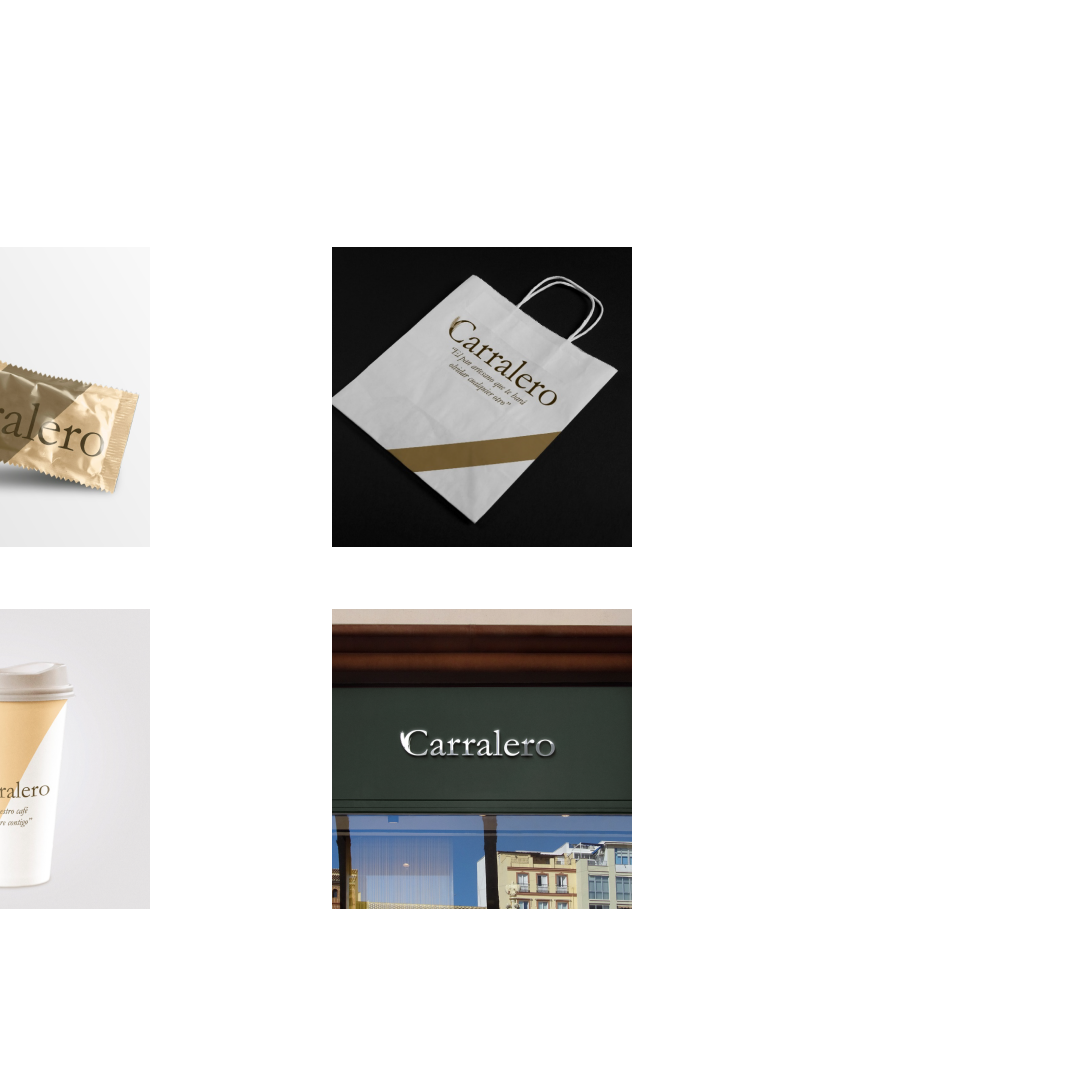 ralero
Carralero
"El pan artesano que te hará
olvidar cualquier otro"
ralero
estro café
re contigo"
Carralero